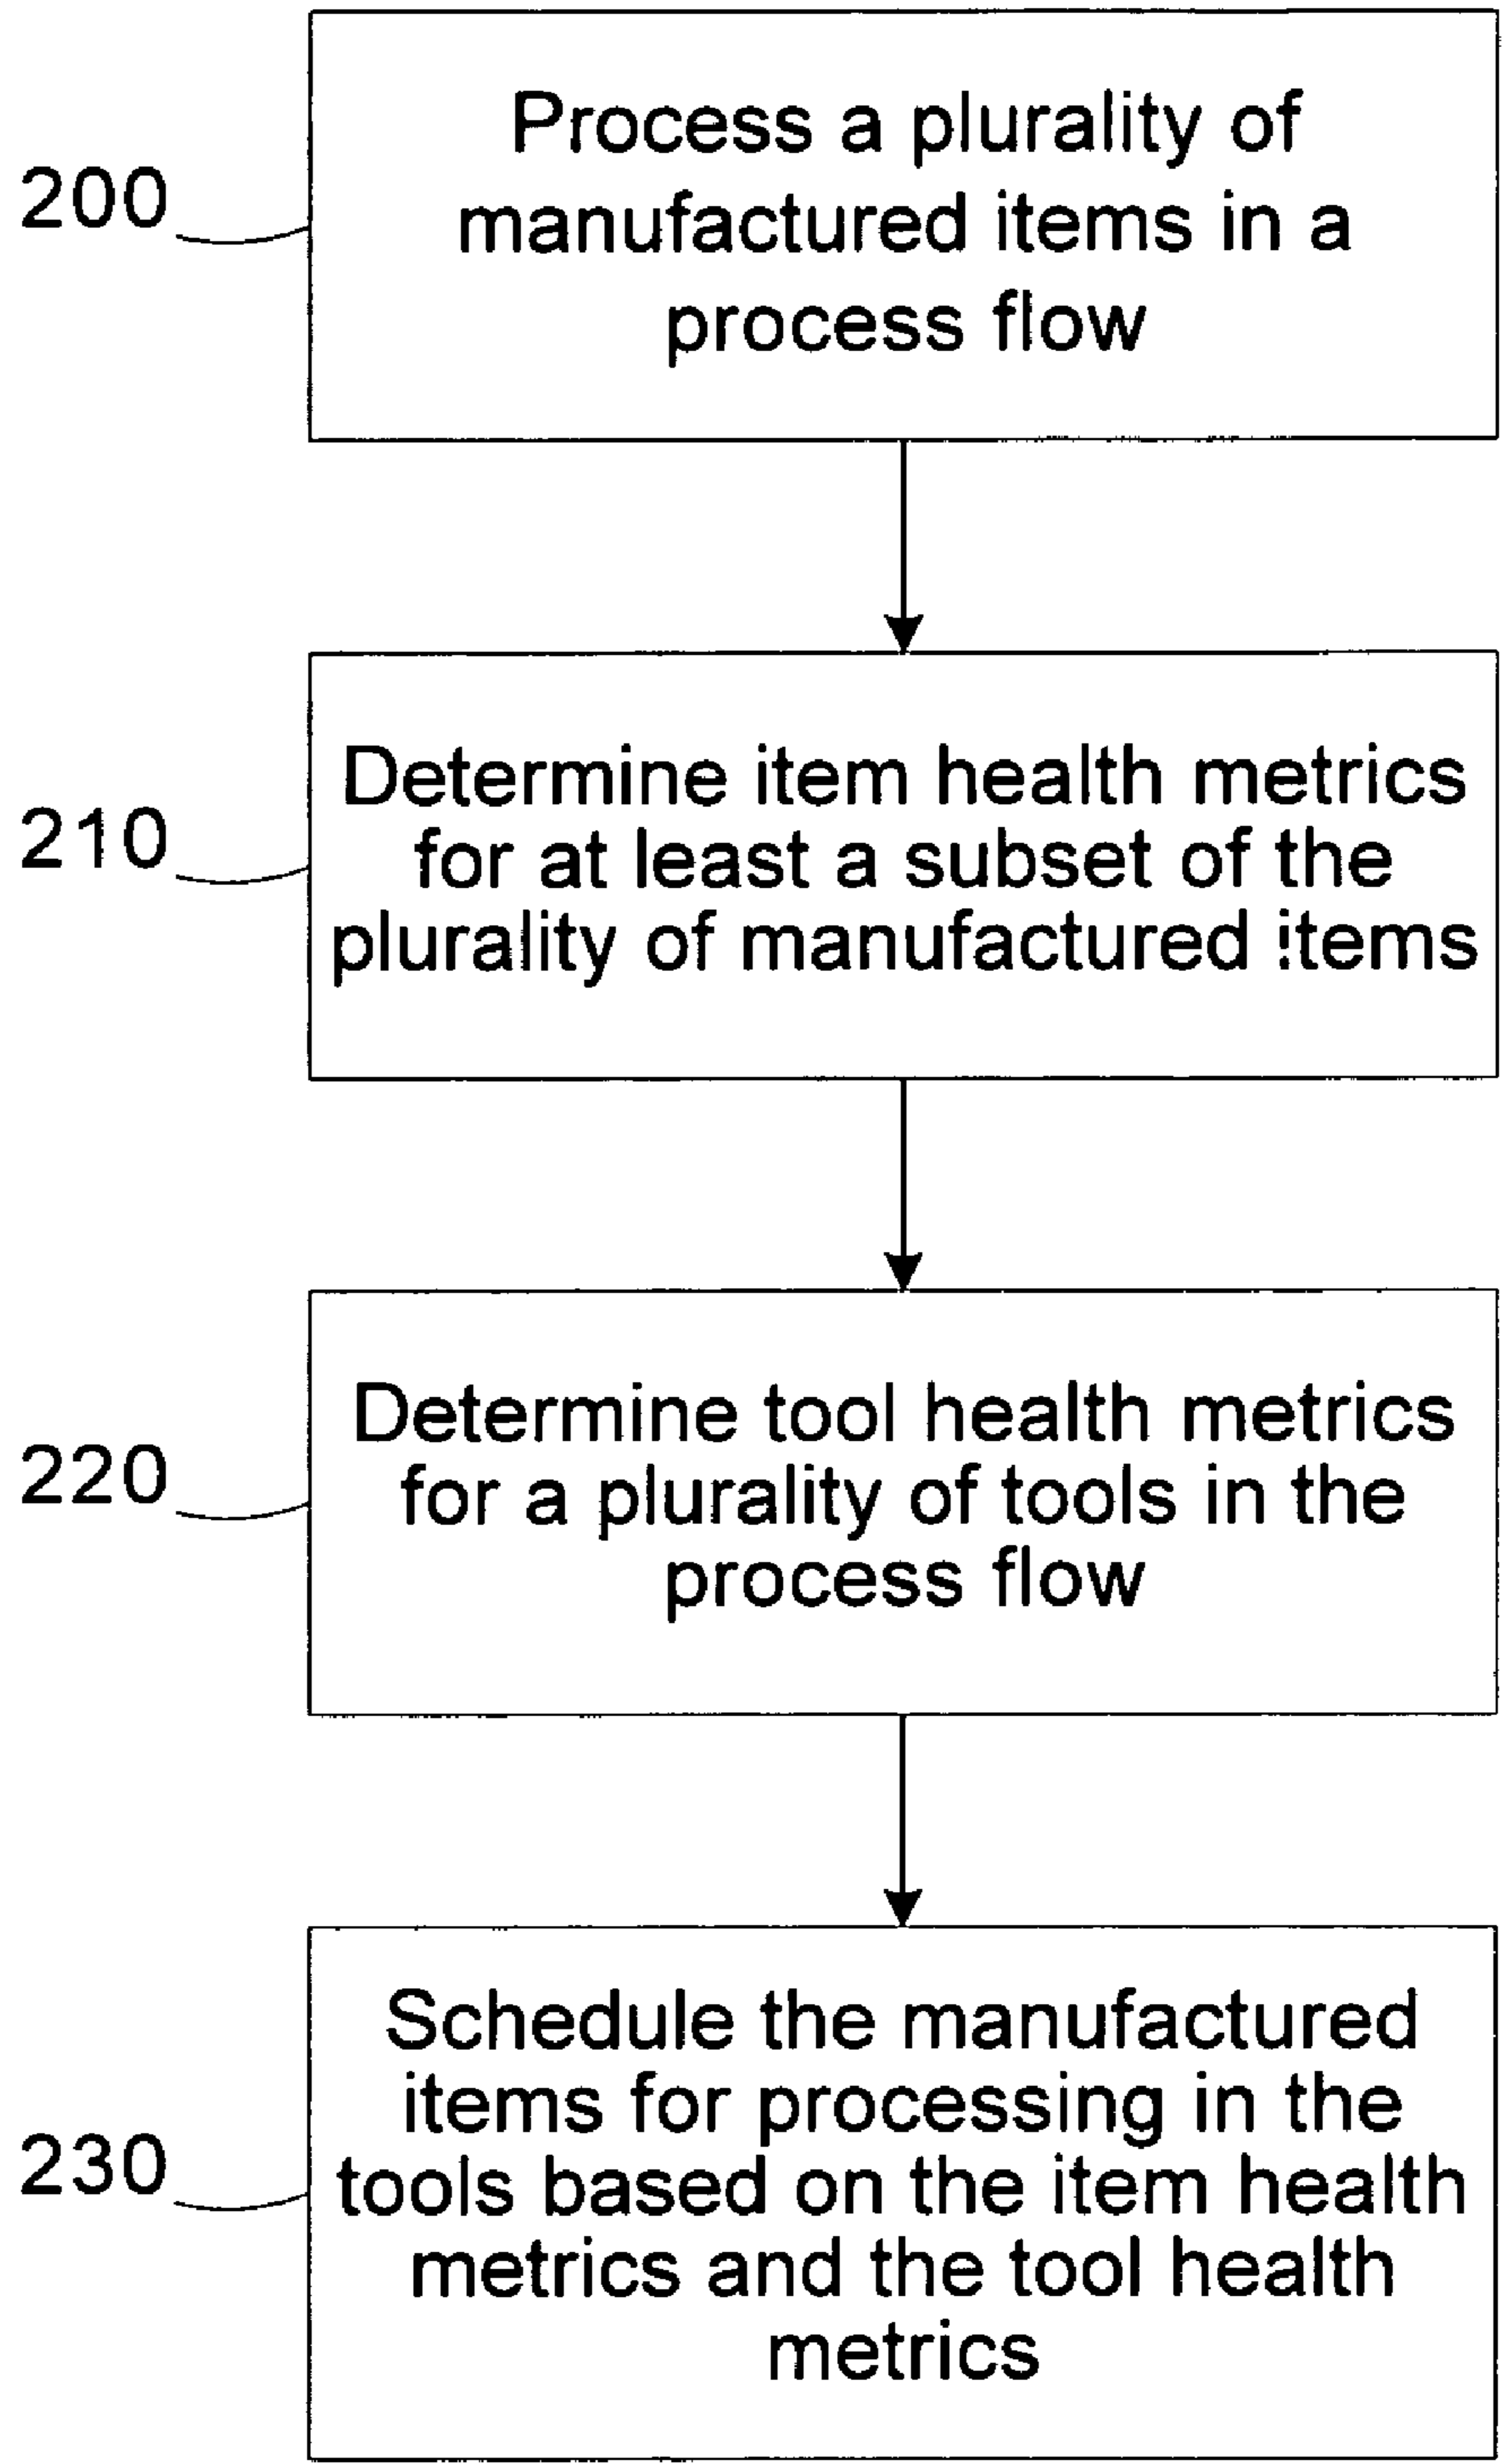 200
Process a plurality of
manufactured items in a
process flow
210
Determine item health metrics
for at least a subset of the
plurality of manufactured items
220
Determine tool health metrics
for a plurality of tools in the
process flow
230
Schedule the manufactured
items for processing in the
tools based on the item health
metrics and the tool health
metrics